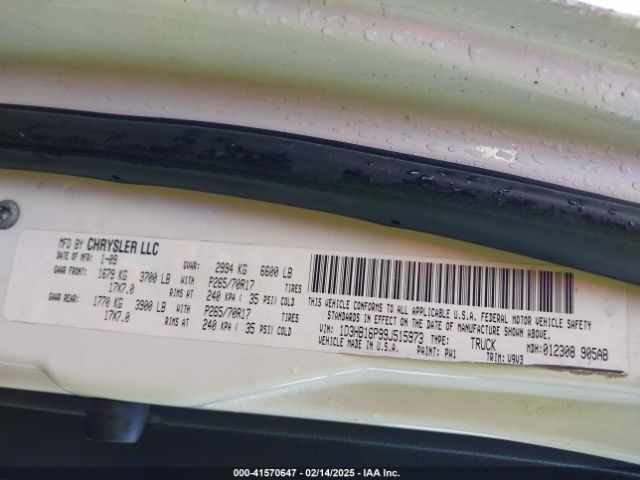 MFD BY CHRYSLER LLC
DATE OF MFR: 1-09 GVWR: 2994 KG 6600 LB
GAWR FRONT: 1679 KG 3700 LB WITH P265/70R17 TIRES
17X7.0 RIMS AT 240 KPA ( 35 PSI) COLD
GAWR REAR: 1770 KG 3900 LB WITH P265/70R17 TIRES
17X7.0 RIMS AT 240 KPA ( 35 PSI) COLD
THIS VEHICLE CONFORMS TO ALL APPLICABLE U.S.A. FEDERAL MOTOR VEHICLE SAFETY
STANDARDS IN EFFECT ON THE DATE OF MANUFACTURE SHOWN ABOVE.
VIN: 1D3HB16P99J515973 TYPE: TRUCK MDH: 012308 905AB
VEHICLE MADE IN U.S.A. PAINT: PW1 TRIM: V9V3
000-41570647 - 02/14/2025 - IAA Inc.